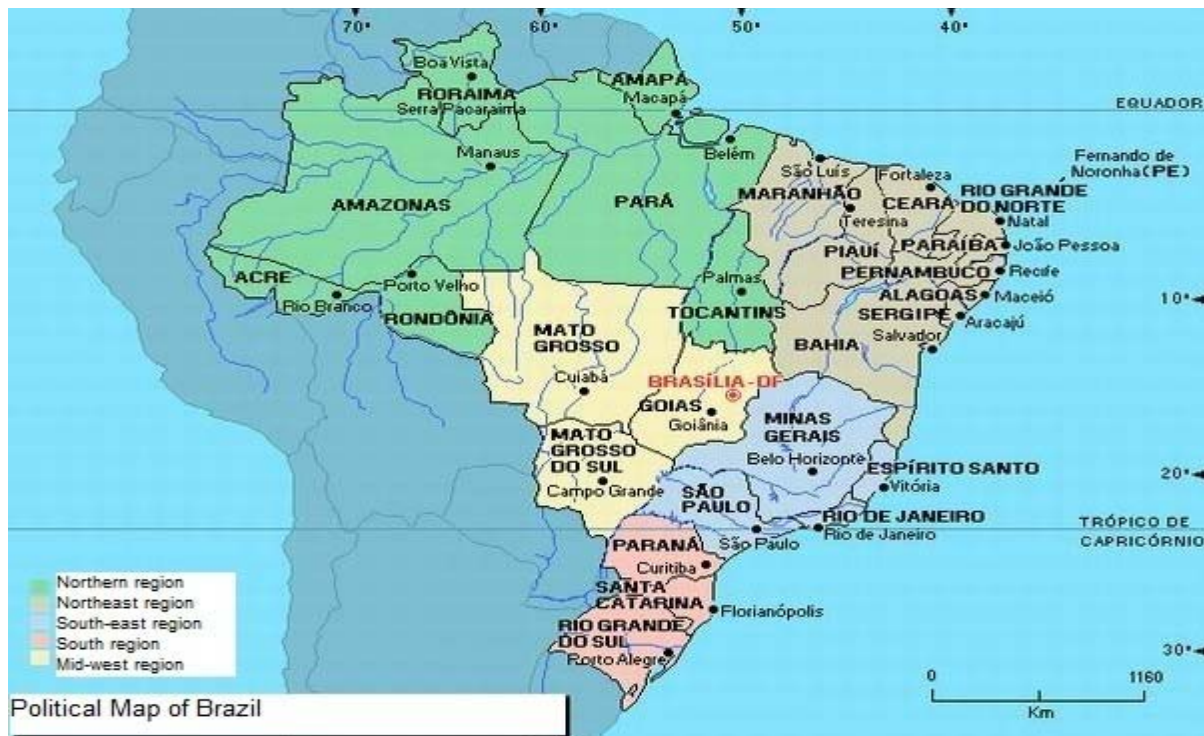 70°
60°
50°
40°
Boa Vista
RORAIMA
Serra Pacaraima
AMAPÁ
Macapá
EQUADOR
Manaus
Belém
São Luís
Fortaleza
Fernando de
Noronha(PE)
AMAZONAS
PARÁ
MARANHÃO
Teresina
CEARÁ
RIO GRANDE
DO NORTE
Natal
PIAUÍ
PARAÍBA
João Pessoa
ACRE
Rio Branco
Porto Velho
RONDÔNIA
Palmas
TOCANTINS
PERNAMBUCO
Recife
ALAGOAS
Maceió
10°
SERGIPE
Aracajú
Salvador
BAHIA
MATO
GROSSO
Cuiabá
BRASÍLIA-DF
GOIAS
Goiânia
MINAS
GERAIS
Belo Horizonte
MATO
GROSSO
DO SUL
Campo Grande
ESPÍRITO SANTO
Vitória
20°
SÃO
PAULO
São Paulo
RIO DE JANEIRO
Rio de Janeiro
TRÓPICO DE
CAPRICÓRNIO
PARANÁ
Curitiba
SANTA
CATARINA
Florianópolis
RIO GRANDE
DO SUL
Porto Alegre
30°
Northern region
Northeast region
South-east region
South region
Mid-west region
0 1160
Km
Political Map of Brazil